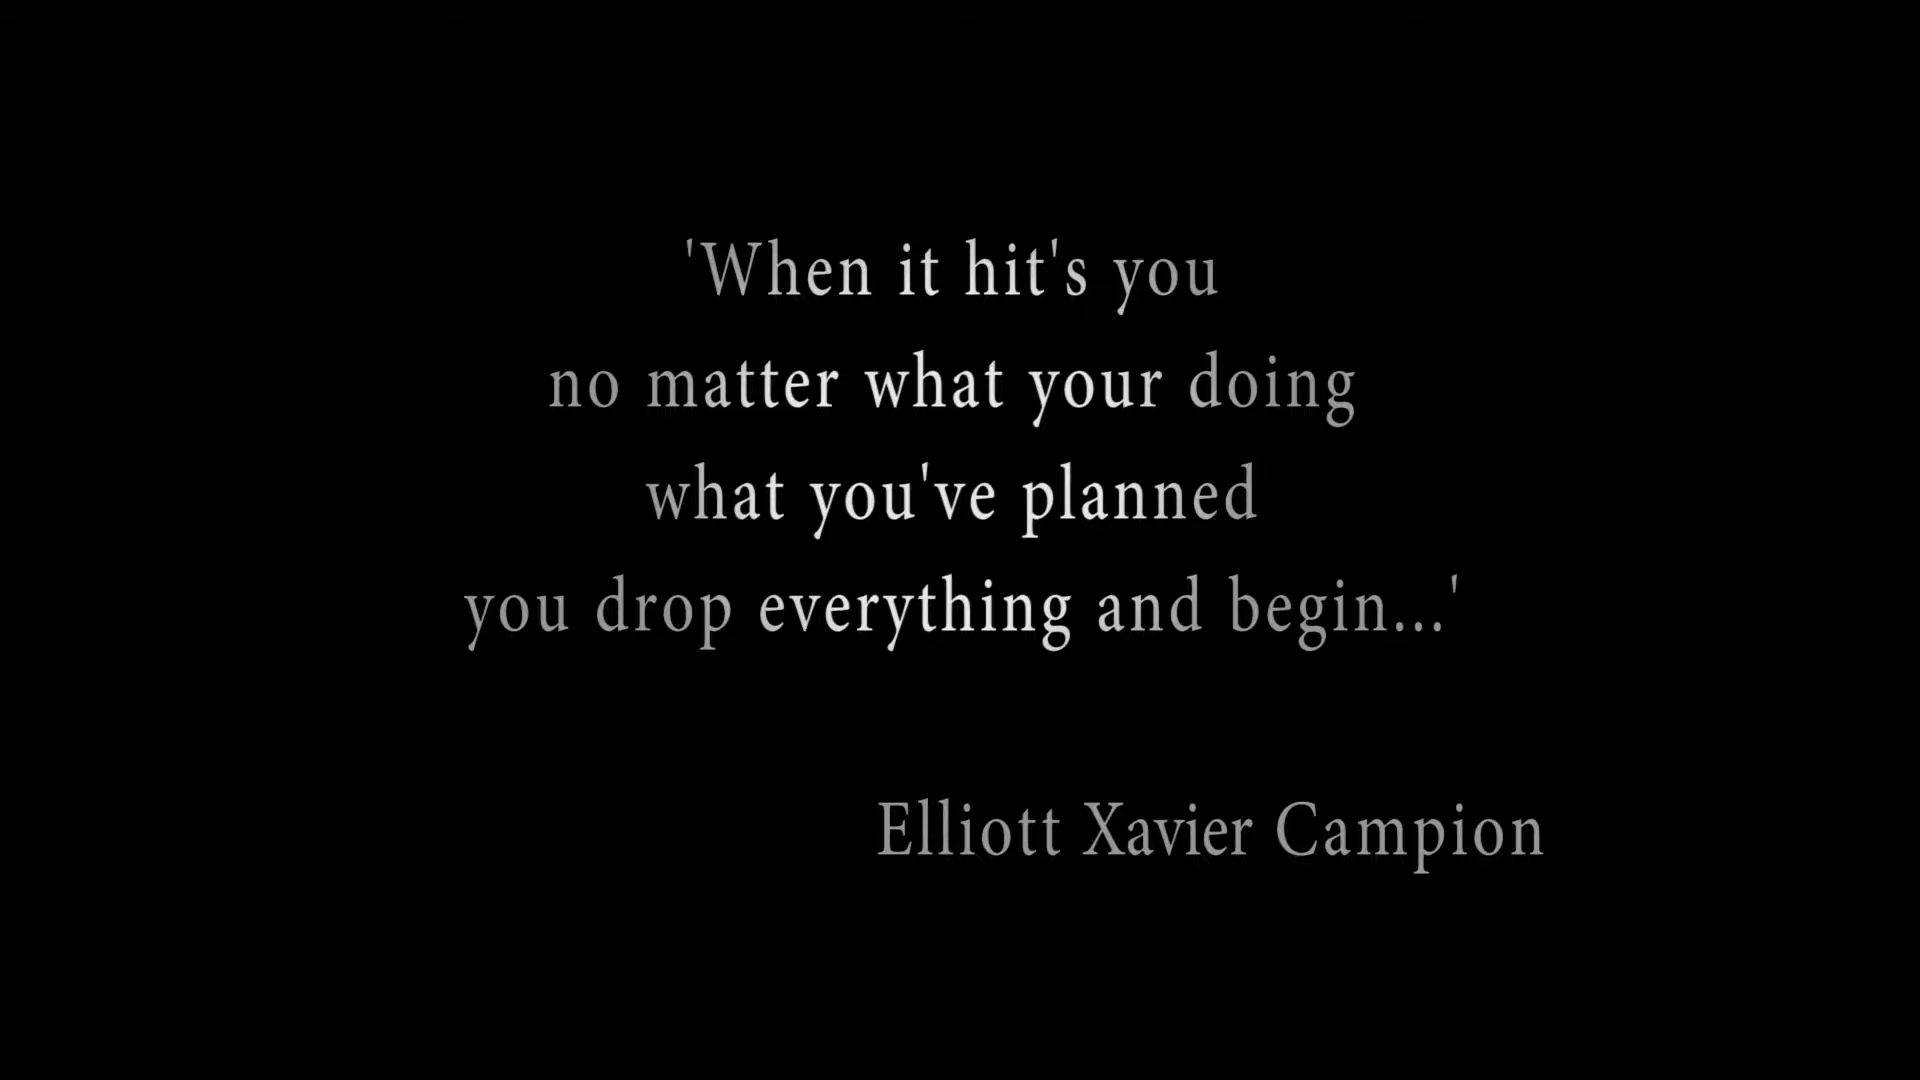 'When it hit's you
no matter what your doing
what you've planned
you drop everything and begin...'
Elliott Xavier Campion